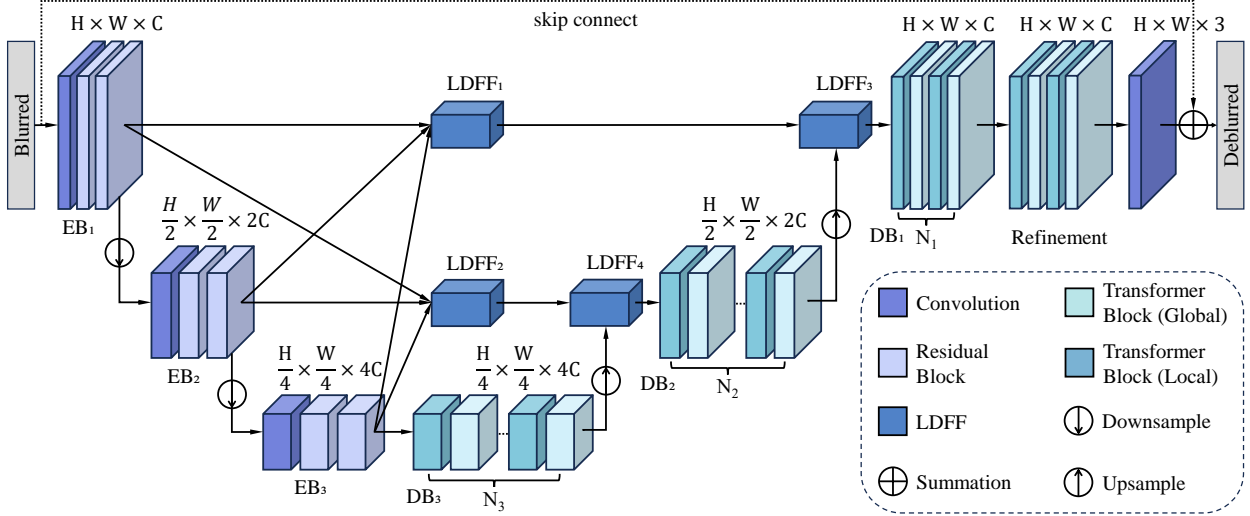 skip connect
H × W × C
H × W × C
H × W × C
H × W × 3
Blurred
LDFF₁
LDFF₃
Deblurred
EB₁
H/2 × W/2 × 2C
H/2 × W/2 × 2C
DB₁
N₁
Refinement
LDFF₂
LDFF₄
EB₂
H/4 × W/4 × 4C
H/4 × W/4 × 4C
DB₂
N₂
EB₃
DB₃
N₃
Convolution
Transformer
Block (Global)
Residual
Block
Transformer
Block (Local)
LDFF
Downsample
Summation
Upsample